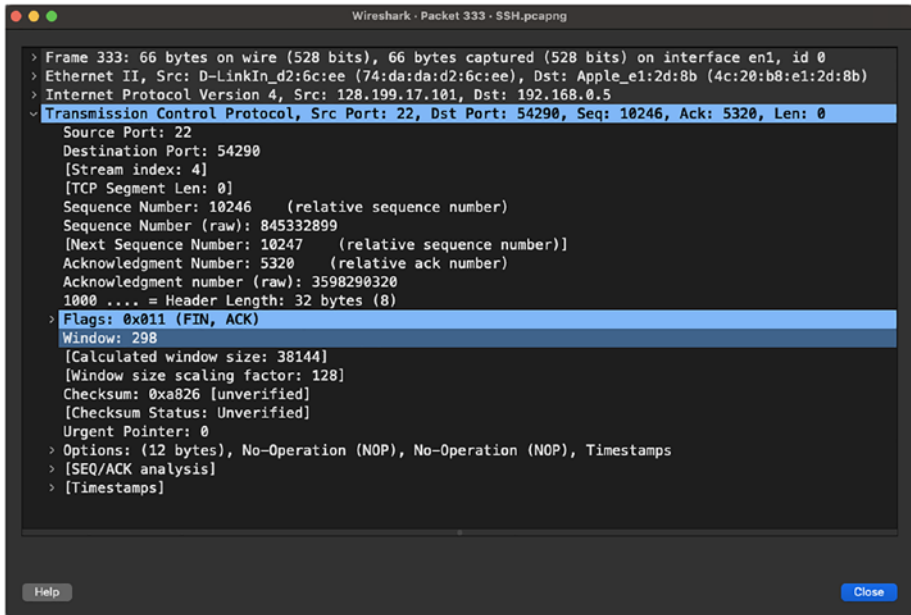 Wireshark · Packet 333 · SSH.pcapng
> Frame 333: 66 bytes on wire (528 bits), 66 bytes captured (528 bits) on interface en1, id 0
> Ethernet II, Src: D-LinkIn_d2:6c:ee (74:da:da:d2:6c:ee), Dst: Apple_e1:2d:8b (4c:20:b8:e1:2d:8b)
> Internet Protocol Version 4, Src: 128.199.17.101, Dst: 192.168.0.5
Transmission Control Protocol, Src Port: 22, Dst Port: 54290, Seq: 10246, Ack: 5320, Len: 0
Source Port: 22
Destination Port: 54290
[Stream index: 4]
[TCP Segment Len: 0]
Sequence Number: 10246 (relative sequence number)
Sequence Number (raw): 845332899
[Next Sequence Number: 10247 (relative sequence number)]
Acknowledgment Number: 5320 (relative ack number)
Acknowledgment number (raw): 3598290320
1000 .... = Header Length: 32 bytes (8)
> Flags: 0x011 (FIN, ACK)
Window: 298
[Calculated window size: 38144]
[Window size scaling factor: 128]
Checksum: 0xa826 [unverified]
[Checksum Status: Unverified]
Urgent Pointer: 0
> Options: (12 bytes), No-Operation (NOP), No-Operation (NOP), Timestamps
> [SEQ/ACK analysis]
> [Timestamps]
Help
Close